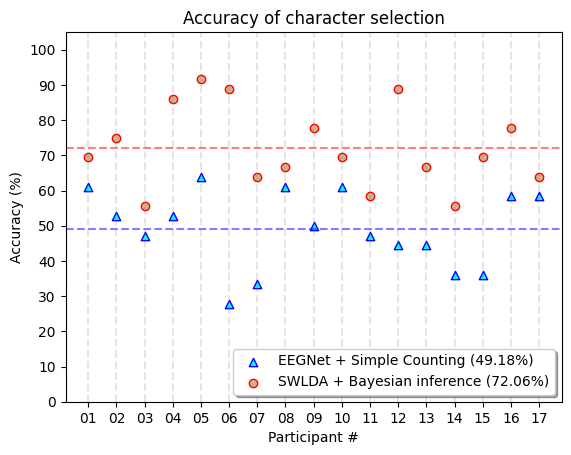 Accuracy of character selection
100
90
80
70
60
50
40
30
20
10
0
Accuracy (%)
EEGNet + Simple Counting (49.18%)
SWLDA + Bayesian inference (72.06%)
01 02 03 04 05 06 07 08 09 10 11 12 13 14 15 16 17
Participant #